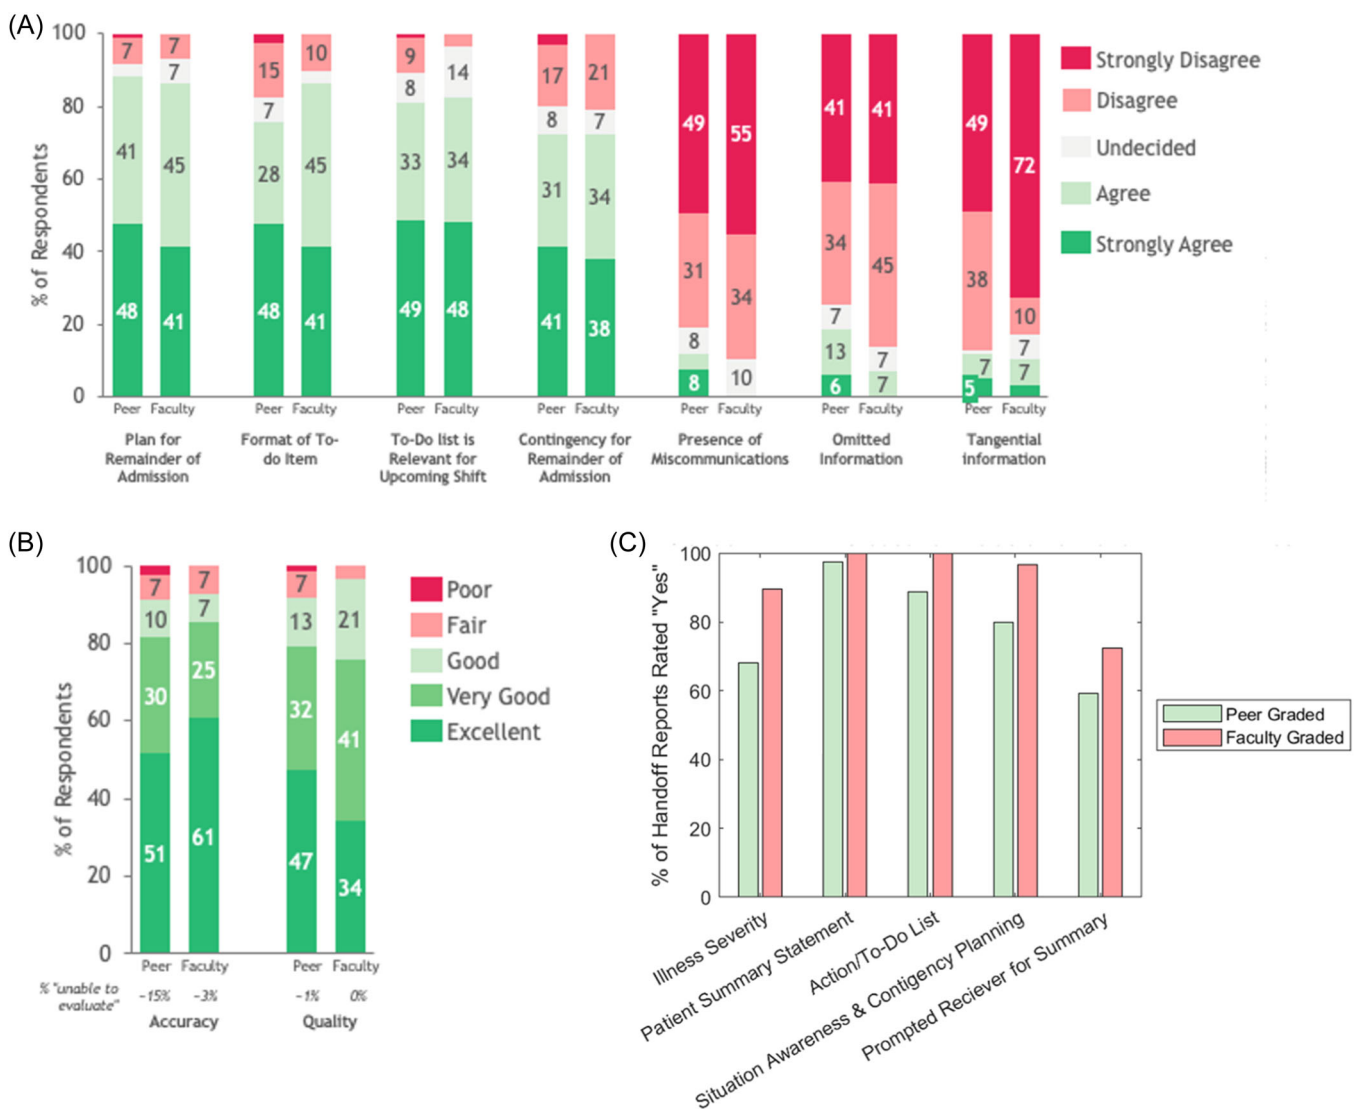 (A)
100
80
60
40
20
0
% of Respondents
7 7 10 9 14 17 21 49 55 41 41 49 72
7 15 7 8 8 7
41 45 28 45 33 34 31 34 31 34 34 45 38 10
8 10 7 13 7 7 7 7 7
48 41 48 41 49 48 41 38 8 6 5
Peer Faculty Peer Faculty Peer Faculty Peer Faculty Peer Faculty Peer Faculty Peer Faculty
Plan for
Remainder of
Admission
Format of To-
do Item
To-Do list is
Relevant for
Upcoming Shift
Contingency for
Remainder of
Admission
Presence of
Miscommunications
Omitted
Information
Tangential
information
Strongly Disagree
Disagree
Undecided
Agree
Strongly Agree
(B)
100
80
60
40
20
0
% of Respondents
7 7 7
10 7 13 21
30 25 32 41
51 61 47 34
Peer Faculty Peer Faculty
% "unable to
evaluate"
~15% ~3% ~1% 0%
Accuracy Quality
Poor
Fair
Good
Very Good
Excellent
(C)
100
80
60
40
20
0
% of Handoff Reports Rated "Yes"
Illness Severity
Patient Summary Statement
Action/To-Do List
Situation Awareness & Contigency Planning
Prompted Reciever for Summary
Peer Graded
Faculty Graded